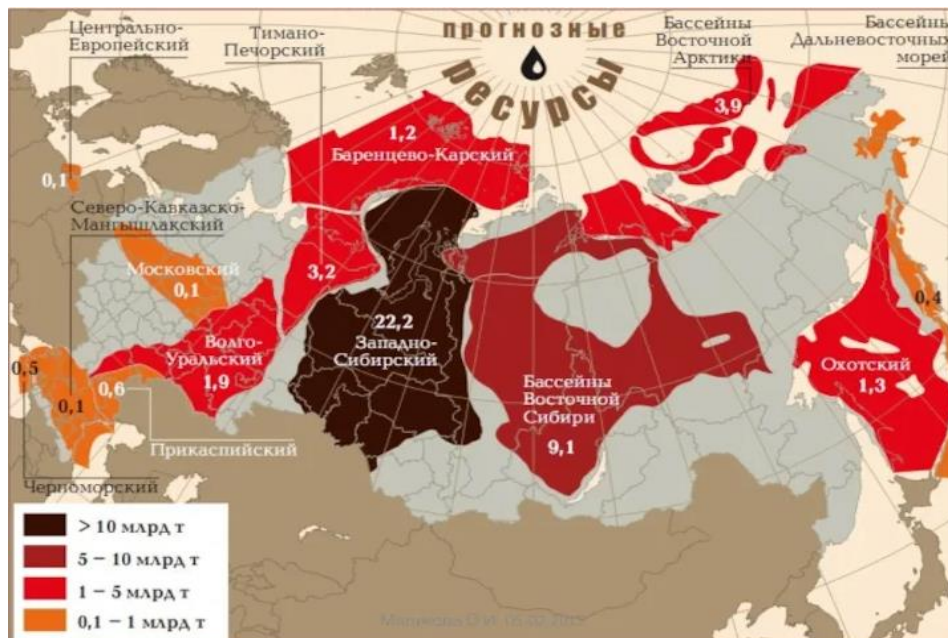 Центрально-
Европейский
Тимано-
Печорский
прогнозные
ресурсы
Бассейны
Восточной
Арктики
Бассейны
Дальневосточных
морей
3,9
1,2
Баренцево-Карский
0,1
Северо-Кавказско-
Мангышлакский
Московский
0,1
3,2
22,2
Западно-
Сибирский
Волго-
Уральский
1,9
0,4
Охотский
1,3
0,5
0,6
0,1
Бассейны
Восточной
Сибири
9,1
Прикаспийский
Черноморский
> 10 млрд т
5 – 10 млрд т
1 – 5 млрд т
0,1 – 1 млрд т